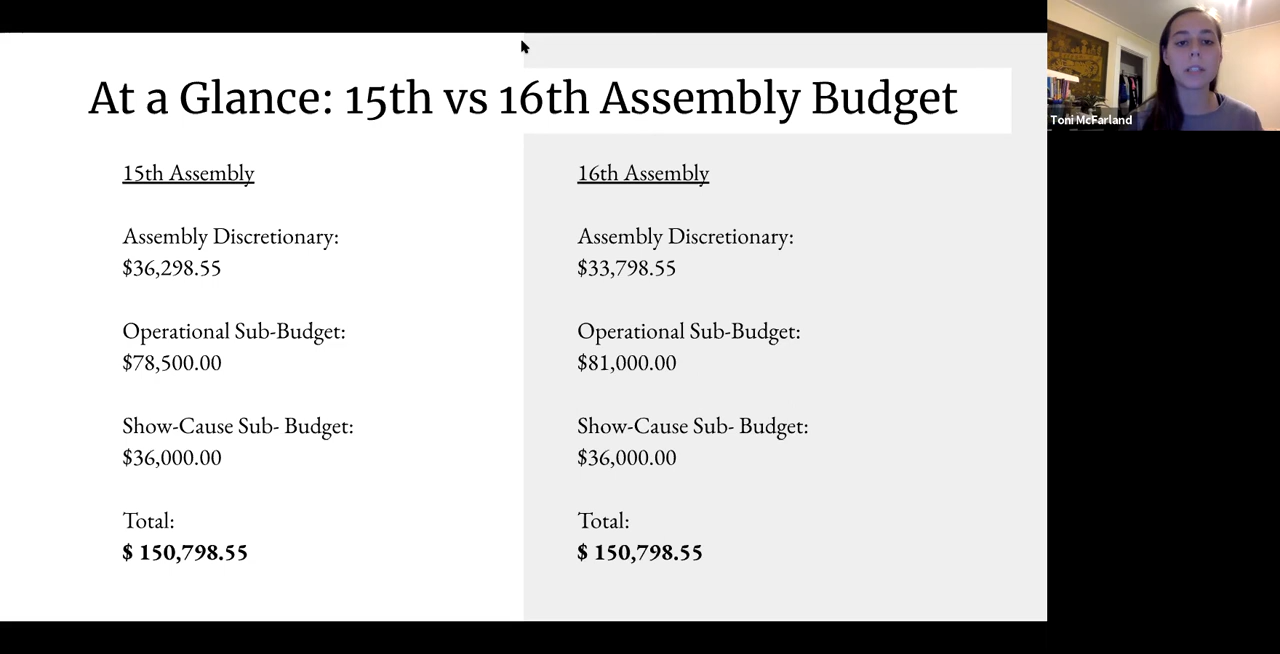 At a Glance: 15th vs 16th Assembly Budget
15th Assembly
Assembly Discretionary:
$36,298.55
Operational Sub-Budget:
$78,500.00
Show-Cause Sub- Budget:
$36,000.00
Total:
$ 150,798.55
16th Assembly
Assembly Discretionary:
$33,798.55
Operational Sub-Budget:
$81,000.00
Show-Cause Sub- Budget:
$36,000.00
Total:
$ 150,798.55
Toni McFarland